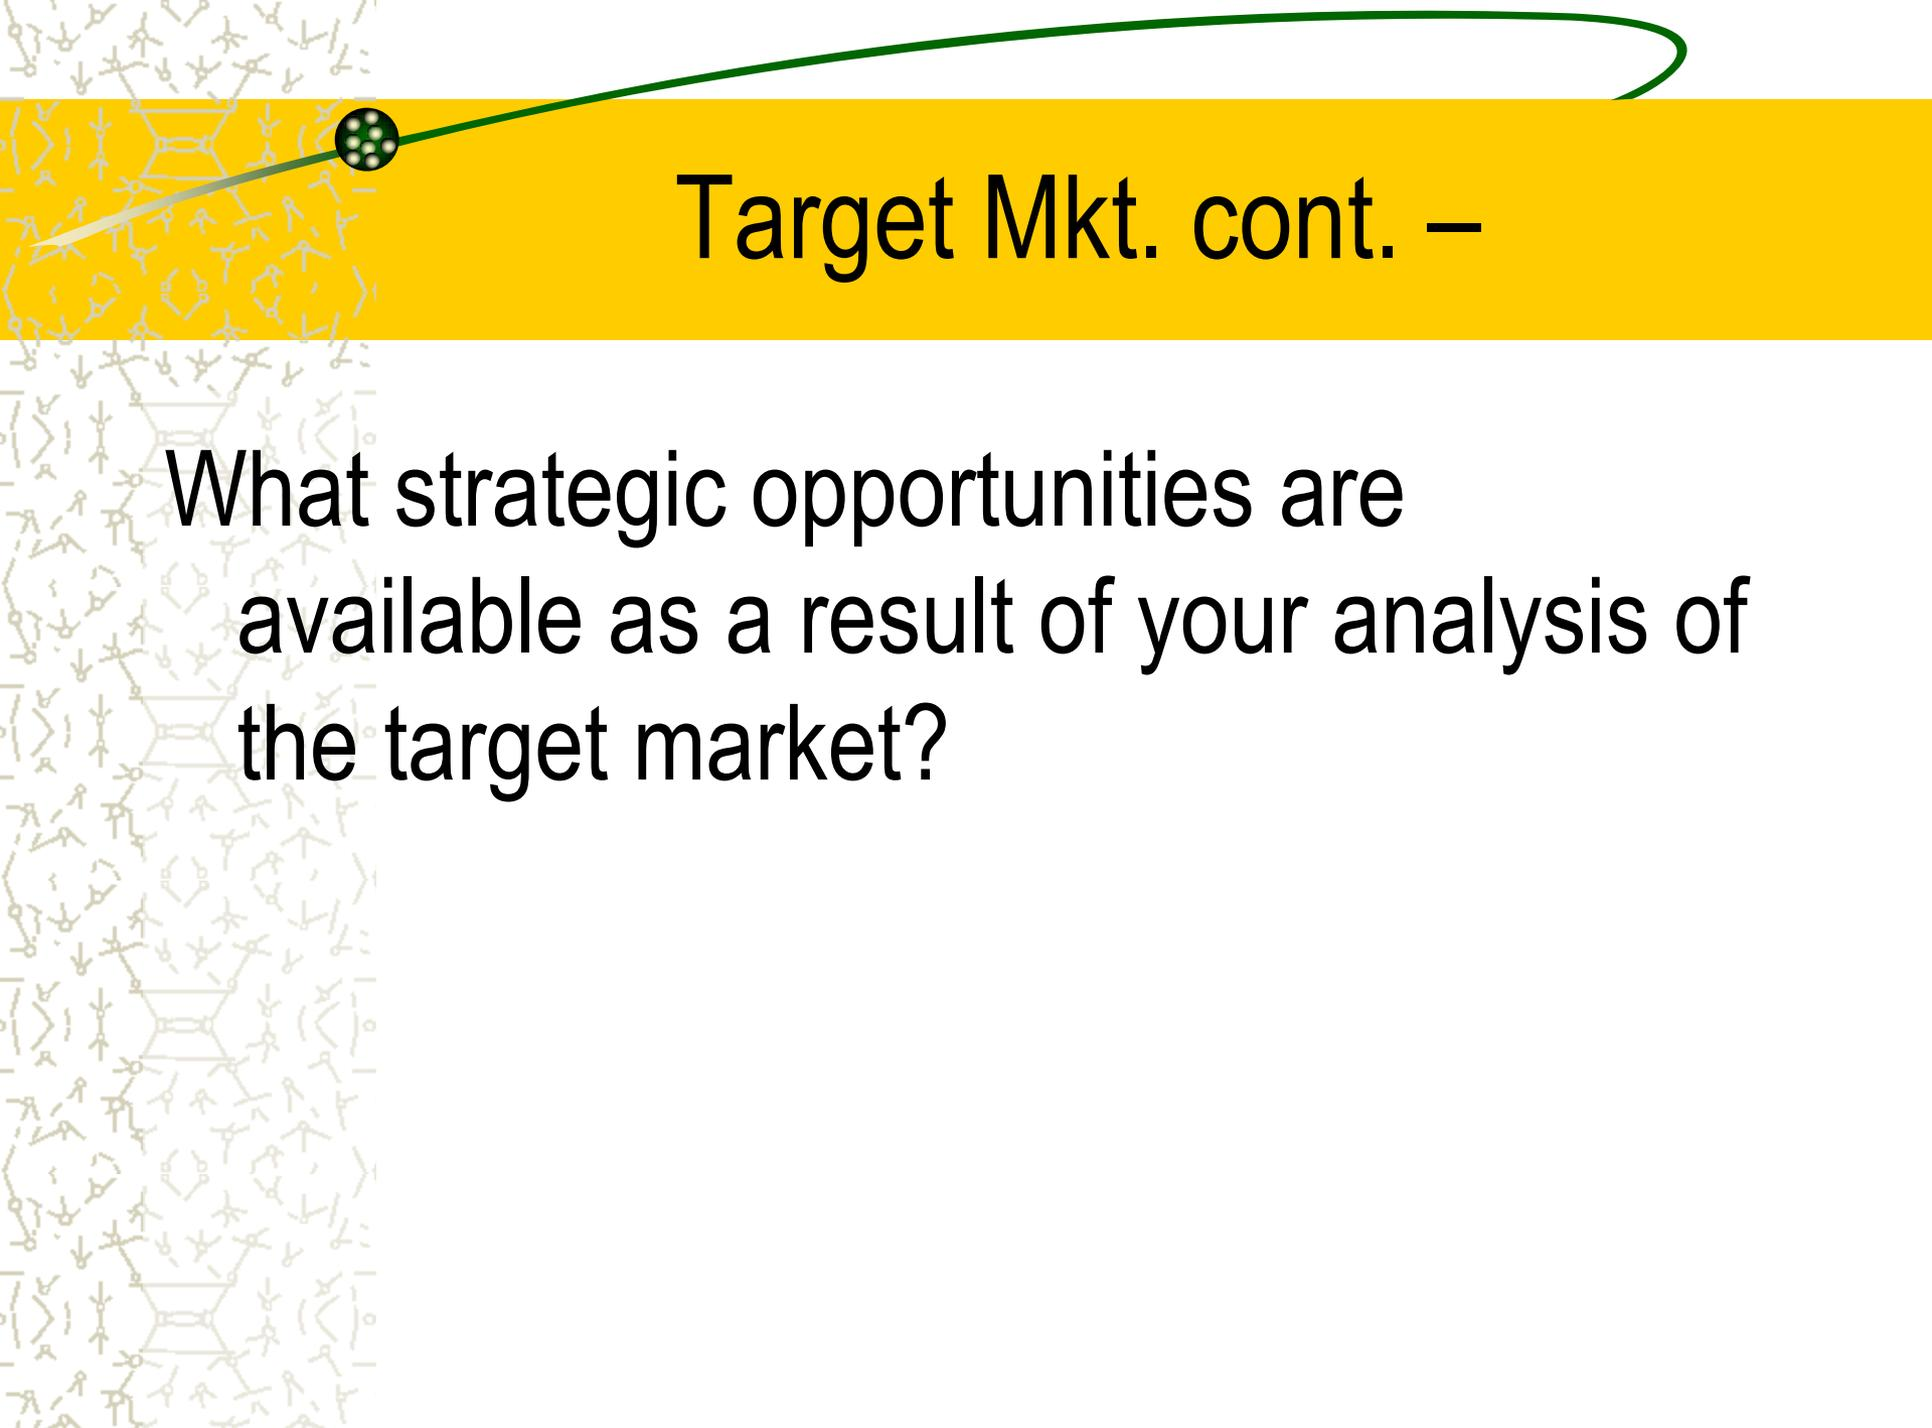 Target Mkt. cont. –
What strategic opportunities are
available as a result of your analysis of
the target market?